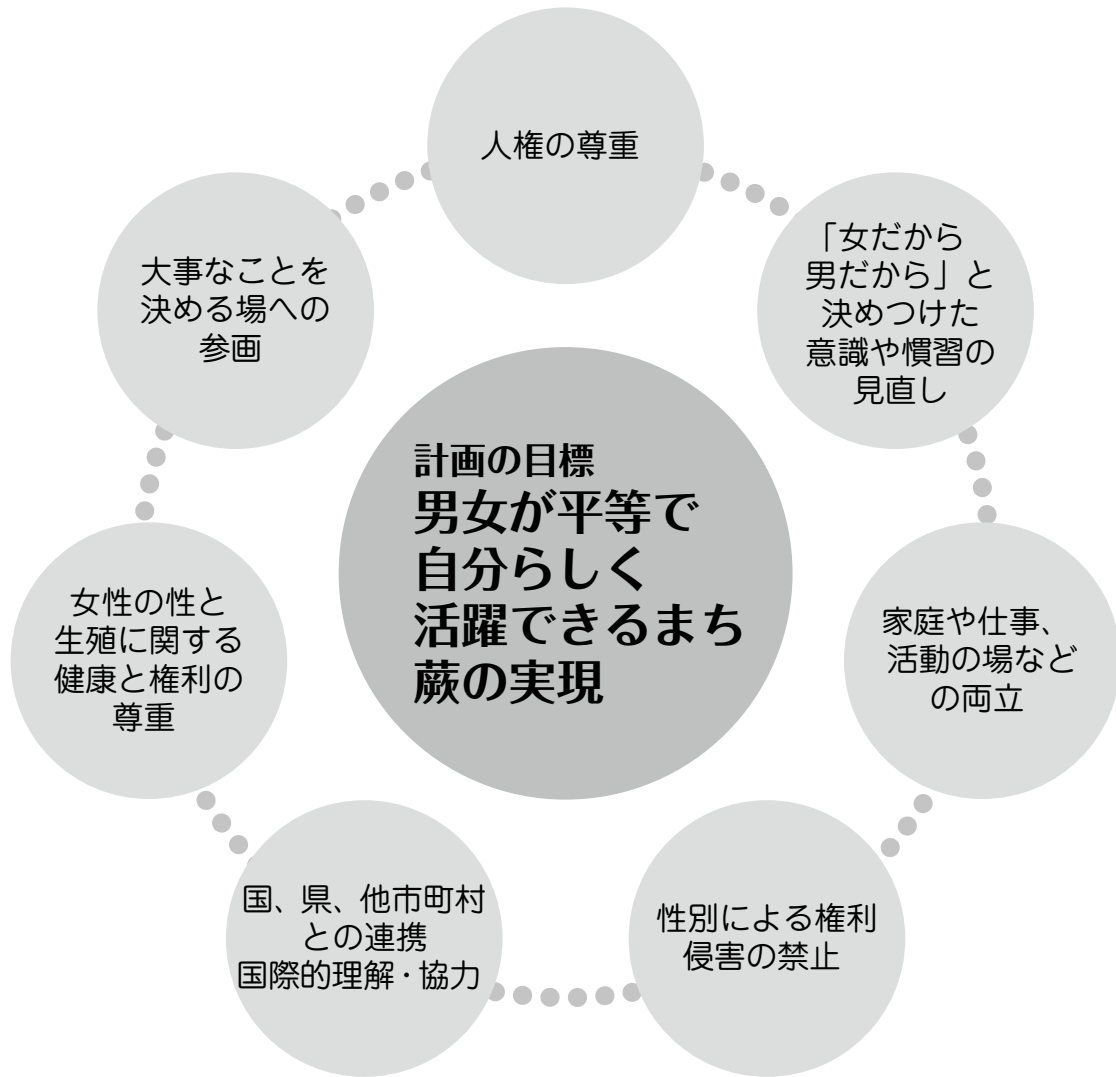 人権の尊重
「女だから
男だから」と
決めつけた
意識や慣習の
見直し
家庭や仕事、
活動の場など
の両立
性別による権利
侵害の禁止
国、県、他市町村
との連携
国際的理解・協力
女性の性と
生殖に関する
健康と権利の
尊重
大事なことを
決める場への
参画
計画の目標
男女が平等で
自分らしく
活躍できるまち
蕨の実現